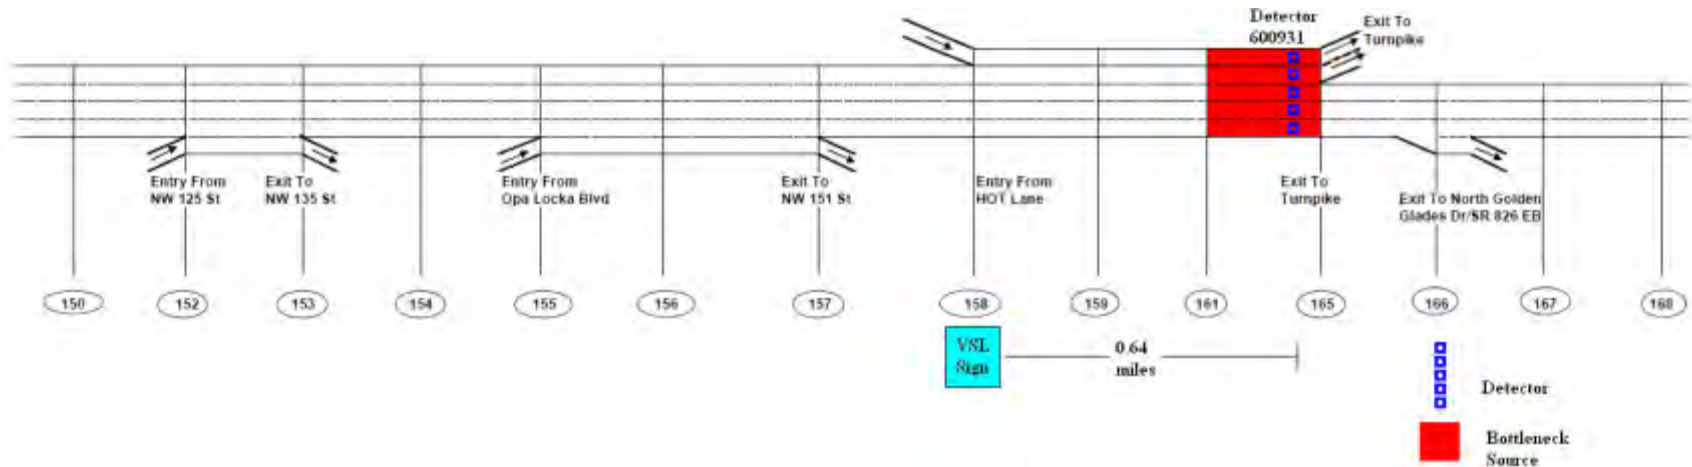 Detector
600931
Exit To
Turnpike
Entry From
NW 125 St
Exit To
NW 135 St
Entry From
Opa Locka Blvd
Exit To
NW 151 St
Entry From
HOT Lane
Exit To
Turnpike
Exit To North Golden
Glades Dr/SR 826 EB
150
152
153
154
155
156
157
158
159
161
165
166
167
168
VSL
Sign
0.64
miles
Detector
Bottleneck
Source